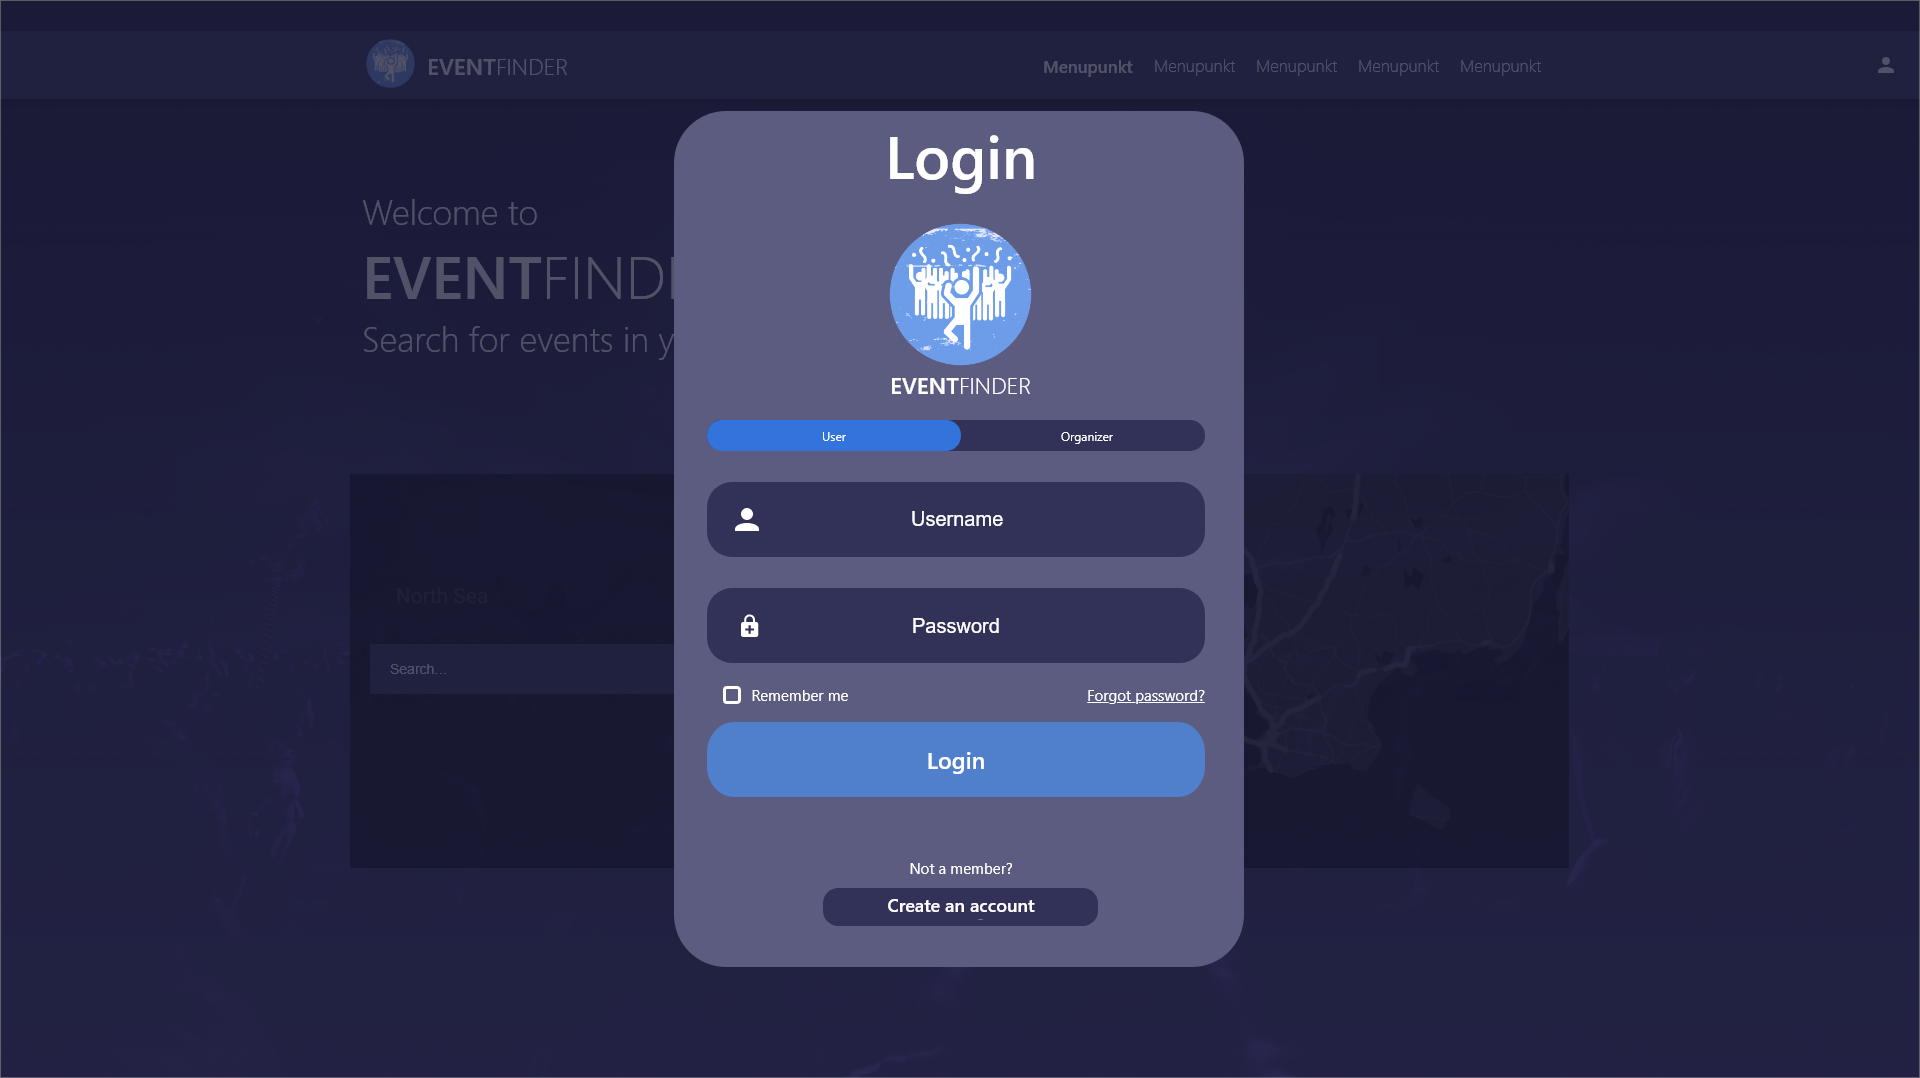 EVENTFINDER
Menupunkt Menupunkt Menupunkt Menupunkt Menupunkt
Welcome to
EVENTFINDE
Search for events in y
North Sea
Search...
Login
EVENTFINDER
User Organizer
Username
Password
Remember me Forgot password?
Login
Not a member?
Create an account